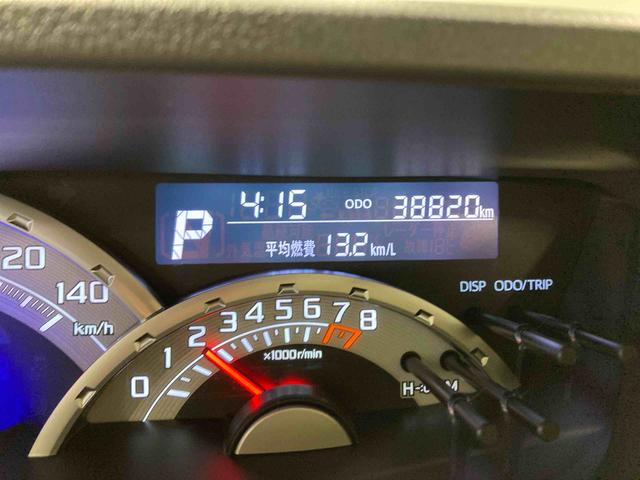 4:15 ODO 38820km
P
平均燃費 13.2km/L
DISP ODO/TRIP
20 140
km/h
0 1 2 3 4 5 6 7 8
x1000r/min
H M